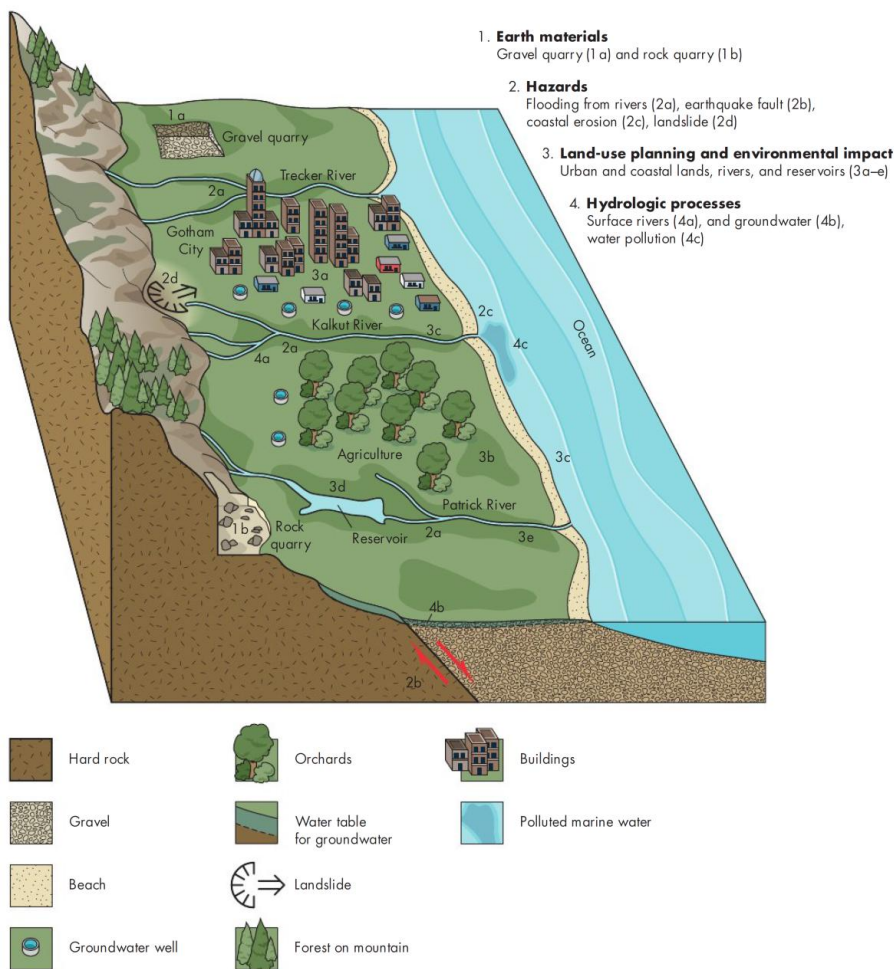 1. Earth materials
Gravel quarry (1a) and rock quarry (1b)
2. Hazards
Flooding from rivers (2a), earthquake fault (2b),
coastal erosion (2c), landslide (2d)
3. Land-use planning and environmental impact
Urban and coastal lands, rivers, and reservoirs (3a–e)
4. Hydrologic processes
Surface rivers (4a), and groundwater (4b),
water pollution (4c)
1a
Gravel quarry
Trecker River
2a
Gotham
City
3a
2d
2c
Kalkut River
3c
4c
Ocean
2a
4a
Agriculture
3b
3c
3d
Patrick River
1b
Rock
quarry
Reservoir
2a
3e
4b
2b
Hard rock
Orchards
Buildings
Gravel
Water table
for groundwater
Polluted marine water
Beach
Landslide
Groundwater well
Forest on mountain